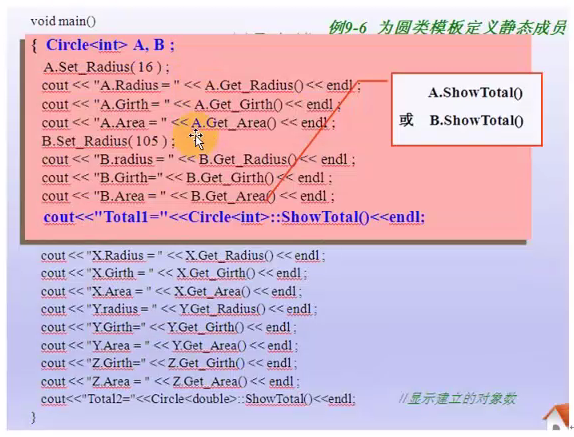 void main()
例9-6 为圆类模板定义静态成员
{ Circle<int> A, B ;
A.Set_Radius( 16 ) ;
cout << "A.Radius = " << A.Get_Radius() << endl ;
cout << "A.Girth = " << A.Get_Girth() << endl ;
cout << "A.Area = " << A.Get_Area() << endl ;
B.Set_Radius( 105 ) ;
cout << "B.radius = " << B.Get_Radius() << endl ;
cout << "B.Girth=" << B.Get_Girth() << endl ;
cout << "B.Area = " << B.Get_Area() << endl ;
cout<<"Total1="<<Circle<int>::ShowTotal()<<endl;
A.ShowTotal()
或 B.ShowTotal()
cout << "X.Radius = " << X.Get_Radius() << endl ;
cout << "X.Girth = " << X.Get_Girth() << endl ;
cout << "X.Area = " << X.Get_Area() << endl ;
cout << "Y.radius = " << Y.Get_Radius() << endl ;
cout << "Y.Girth=" << Y.Get_Girth() << endl ;
cout << "Y.Area = " << Y.Get_Area() << endl ;
cout << "Z.Girth=" << Z.Get_Girth() << endl ;
cout << "Z.Area = " << Z.Get_Area() << endl ;
cout<<"Total2="<<Circle<double>::ShowTotal()<<endl; //显示建立的对象数
}